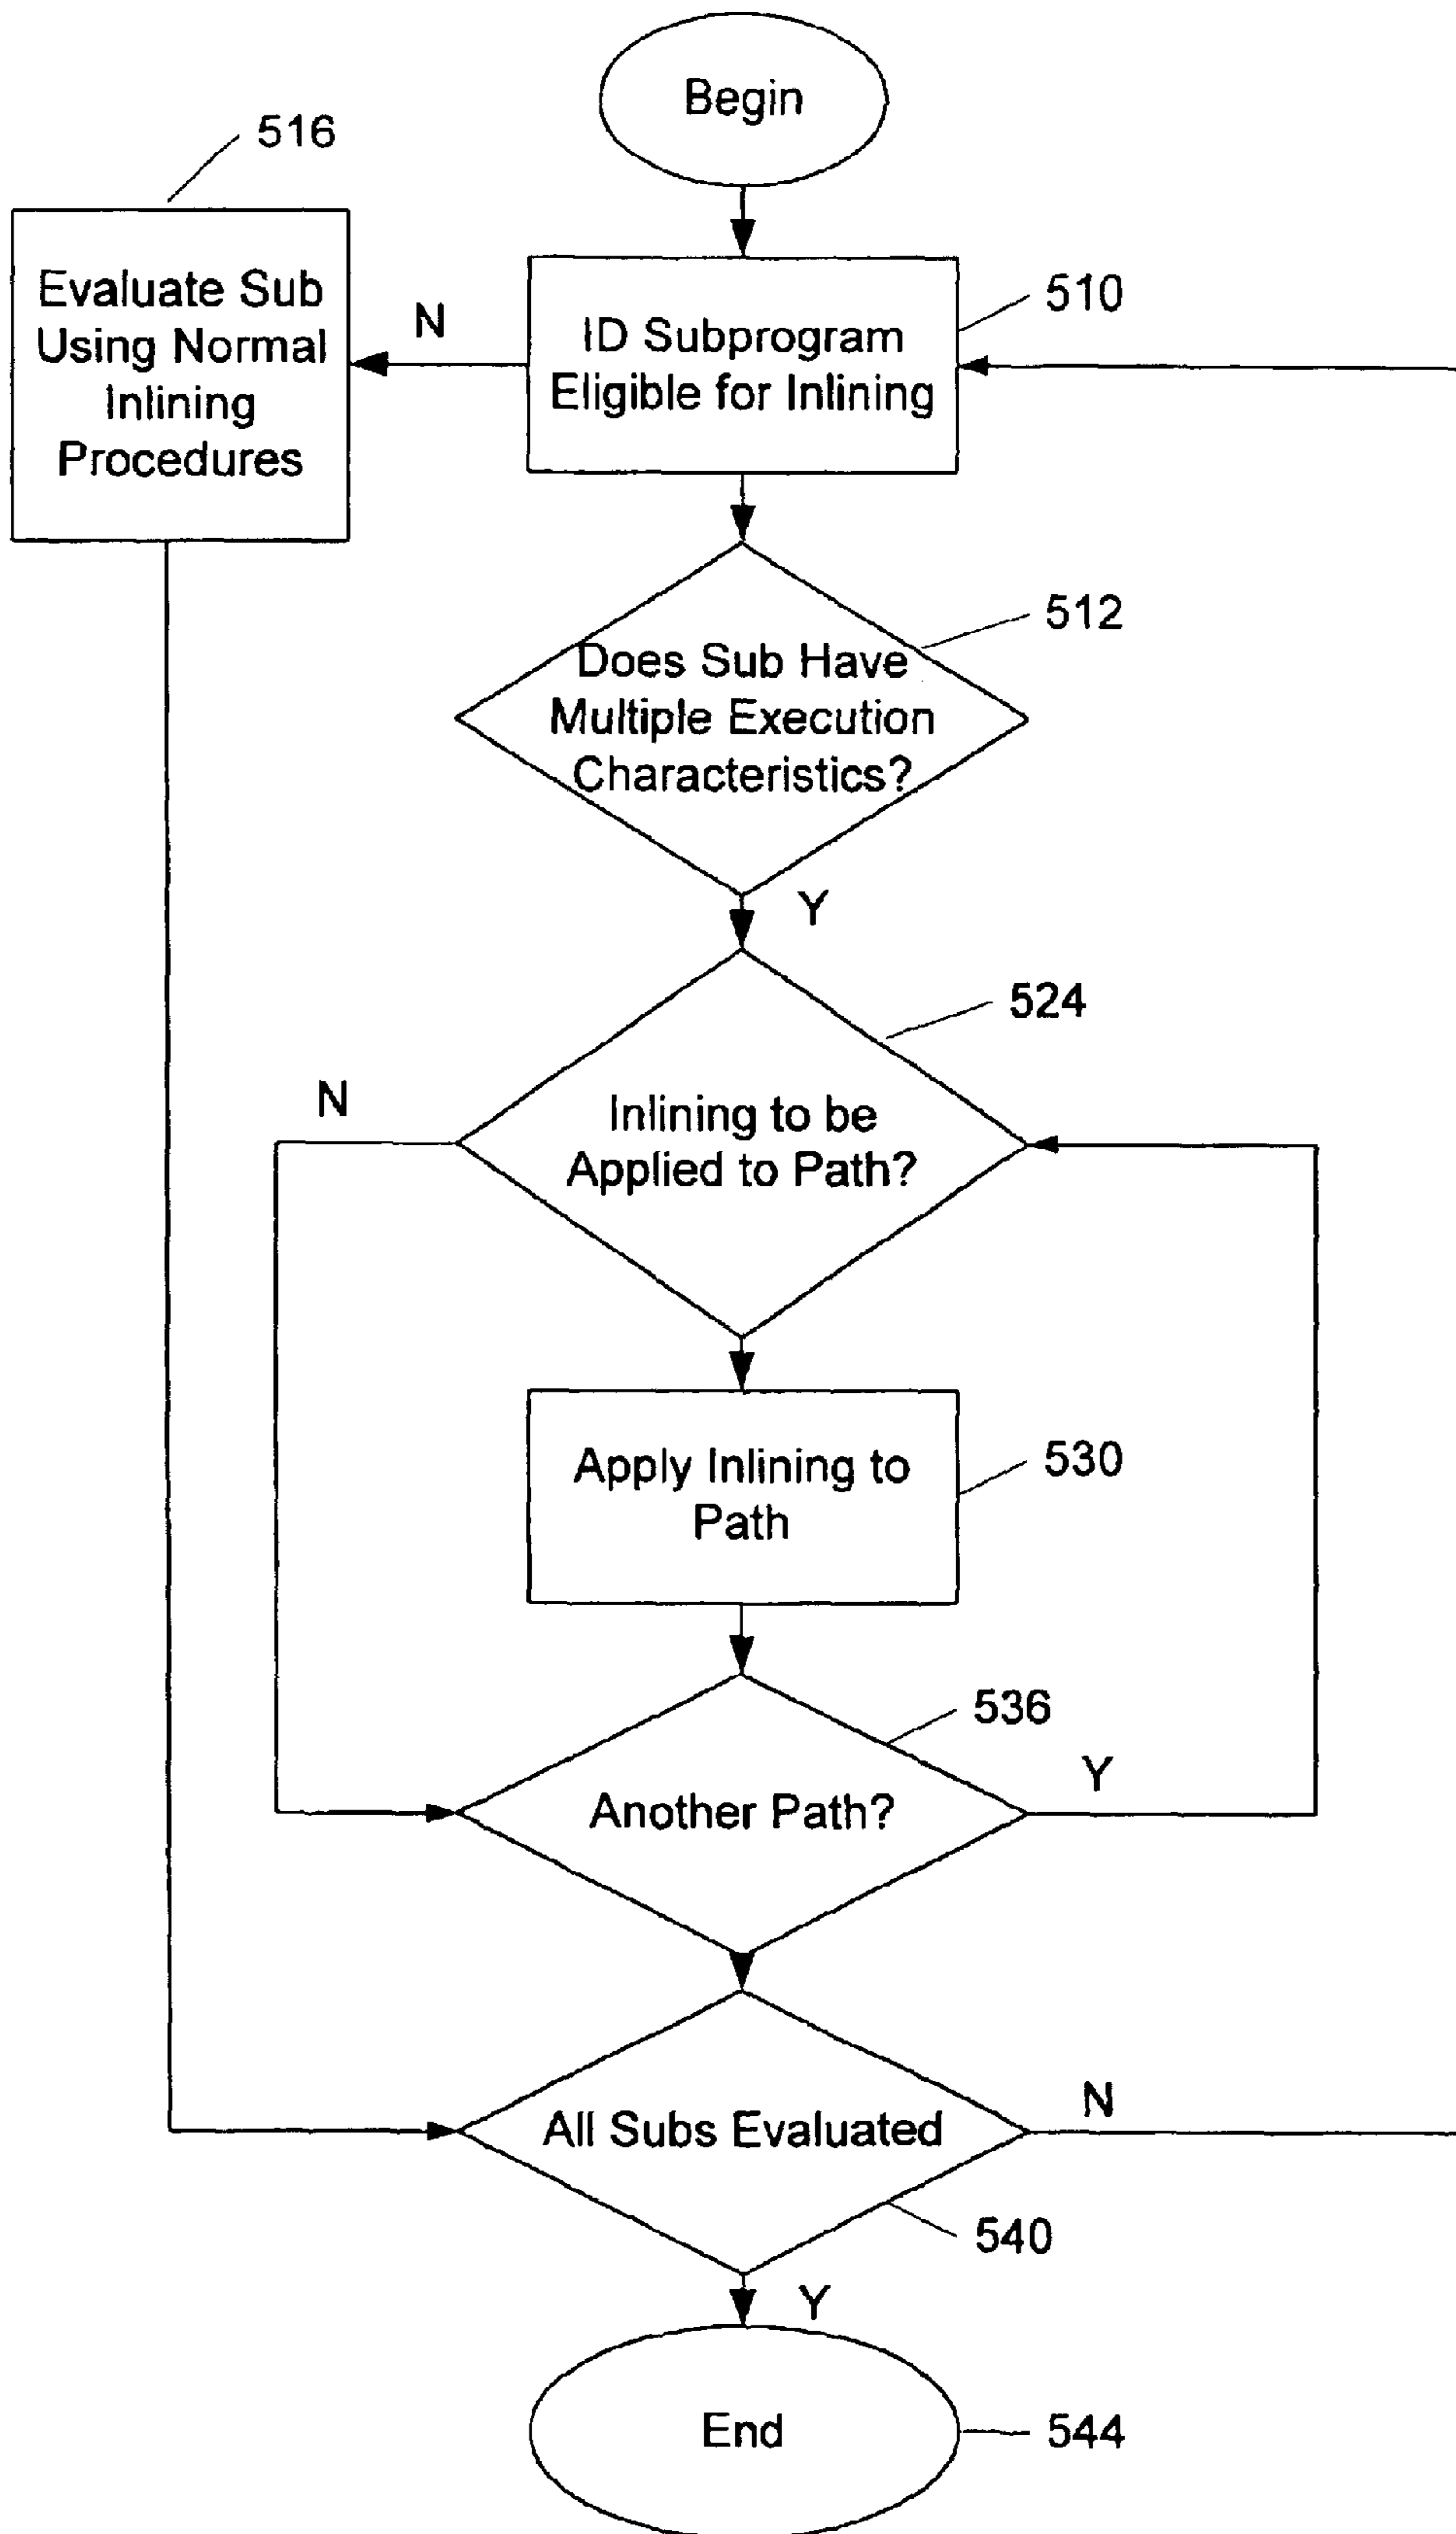 Begin
516
Evaluate Sub
Using Normal
Inlining
Procedures
N
ID Subprogram
Eligible for Inlining
510
Does Sub Have
Multiple Execution
Characteristics?
512
Y
524
N
Inlining to be
Applied to Path?
Apply Inlining to
Path
530
536
Another Path?
Y
All Subs Evaluated
N
540
Y
End
544